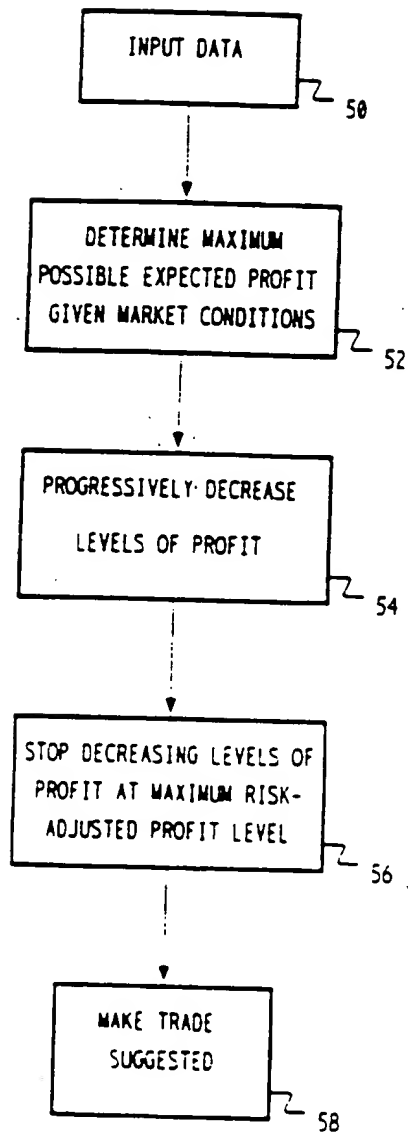 INPUT DATA
50
DETERMINE MAXIMUM
POSSIBLE EXPECTED PROFIT
GIVEN MARKET CONDITIONS
52
PROGRESSIVELY DECREASE
LEVELS OF PROFIT
54
STOP DECREASING LEVELS OF
PROFIT AT MAXIMUM RISK-
ADJUSTED PROFIT LEVEL
56
MAKE TRADE
SUGGESTED
58